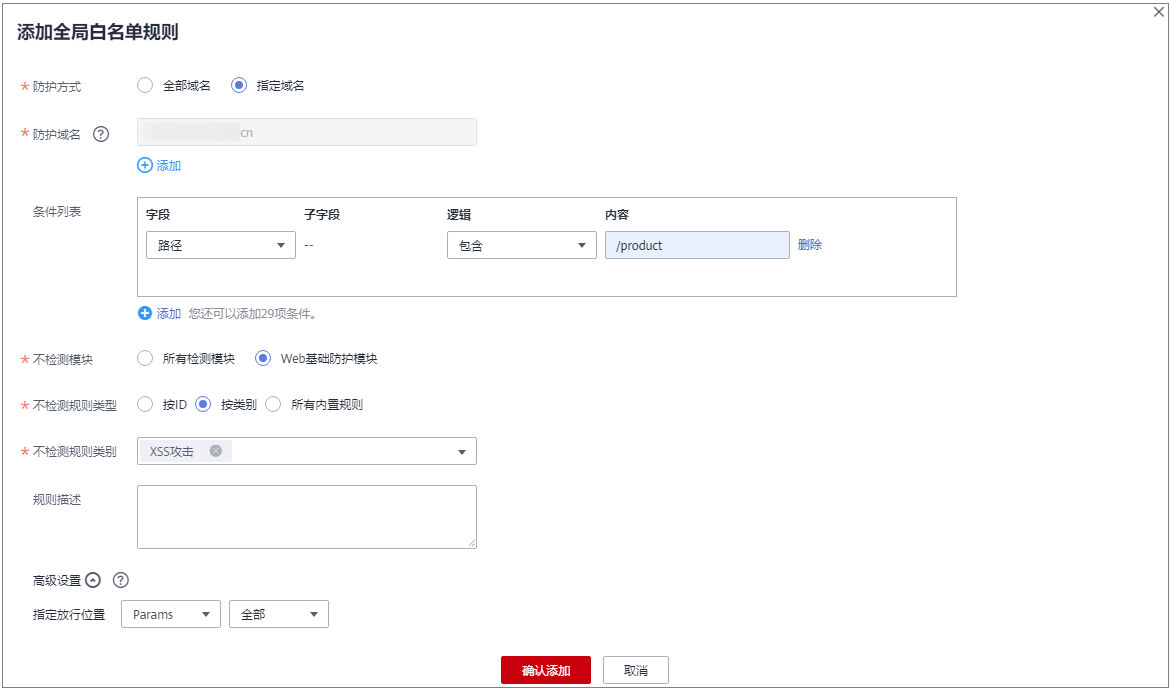 添加全局白名单规则
* 防护方式 全部域名 指定域名
* 防护域名 ? cn
添加
条件列表 字段 子字段 逻辑 内容
路径 -- 包含 /product 删除
添加 您还可以添加29项条件。
* 不检测模块 所有检测模块 Web基础防护模块
* 不检测规则类型 按ID 按类别 所有内置规则
* 不检测规则类别 XSS攻击
规则描述
高级设置 ?
指定放行位置 Params 全部
确认添加 取消